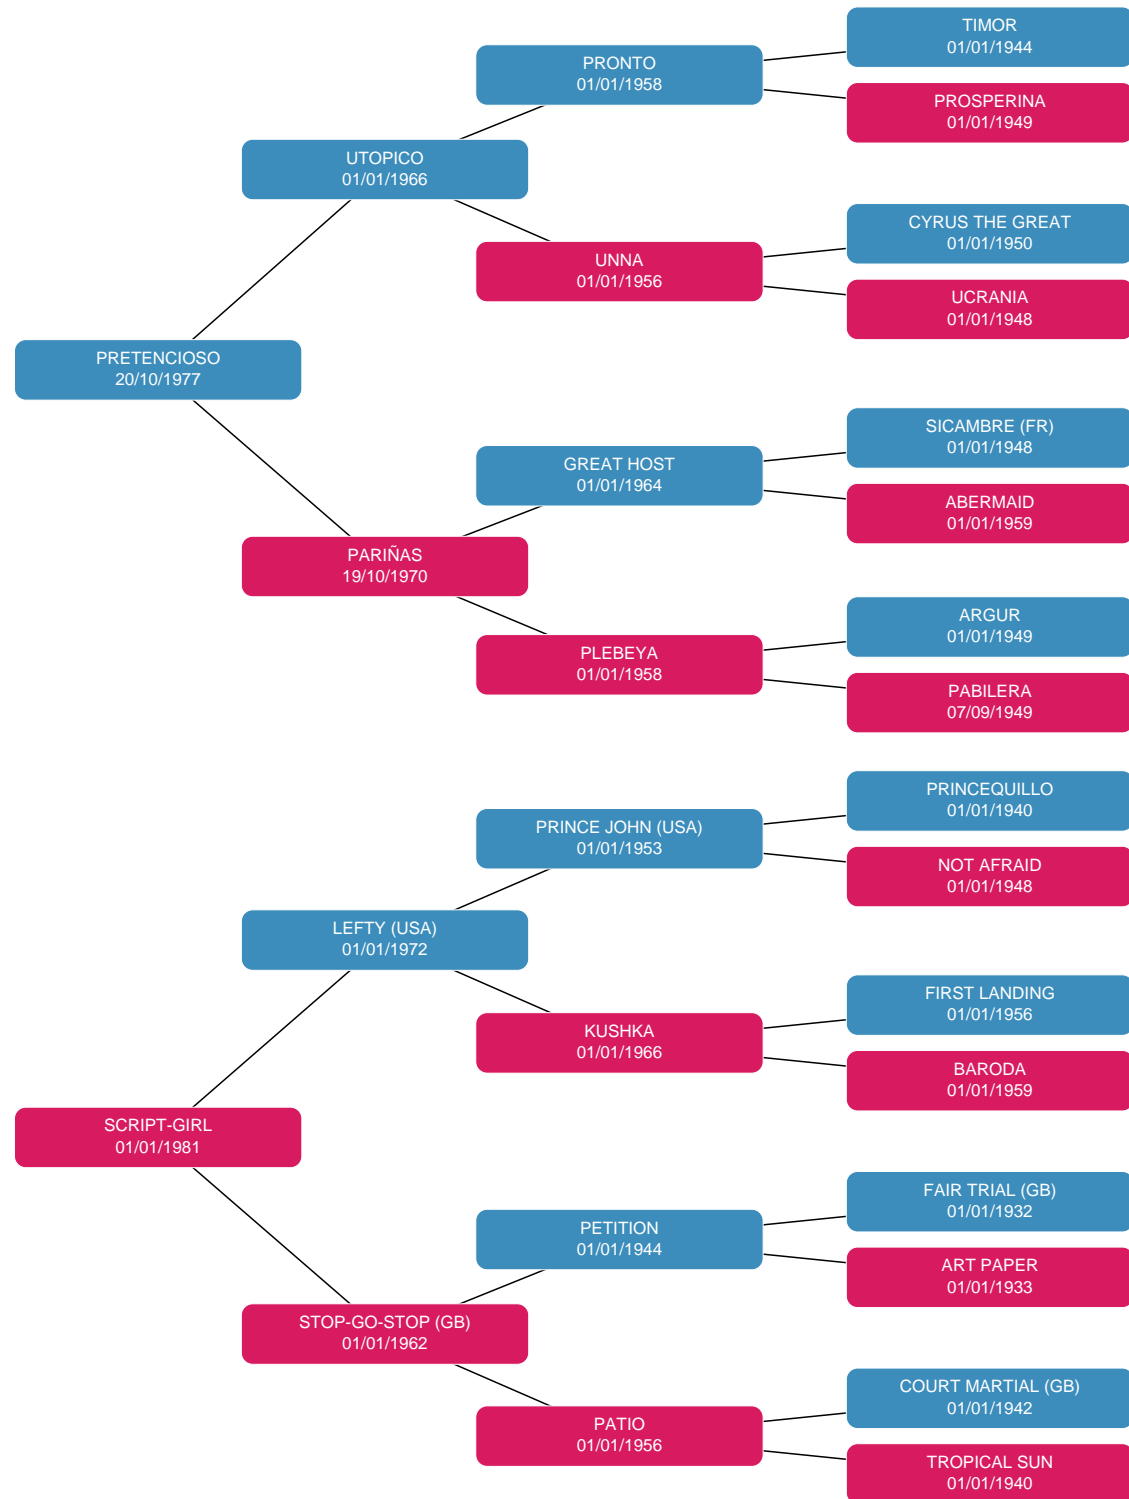 TIMOR
01/01/1944
PRONTO
01/01/1958
PROSPERINA
01/01/1949
UTOPICO
01/01/1966
CYRUS THE GREAT
01/01/1950
UNNA
01/01/1956
UCRANIA
01/01/1948
PRETENCIOSO
20/10/1977
SICAMBRE (FR)
01/01/1948
GREAT HOST
01/01/1964
ABERMAID
01/01/1959
PARIÑAS
19/10/1970
ARGUR
01/01/1949
PLEBEYA
01/01/1958
PABILERA
07/09/1949
PRINCEQUILLO
01/01/1940
PRINCE JOHN (USA)
01/01/1953
NOT AFRAID
01/01/1948
LEFTY (USA)
01/01/1972
FIRST LANDING
01/01/1956
KUSHKA
01/01/1966
BARODA
01/01/1959
SCRIPT-GIRL
01/01/1981
FAIR TRIAL (GB)
01/01/1932
PETITION
01/01/1944
ART PAPER
01/01/1933
STOP-GO-STOP (GB)
01/01/1962
COURT MARTIAL (GB)
01/01/1942
PATIO
01/01/1956
TROPICAL SUN
01/01/1940